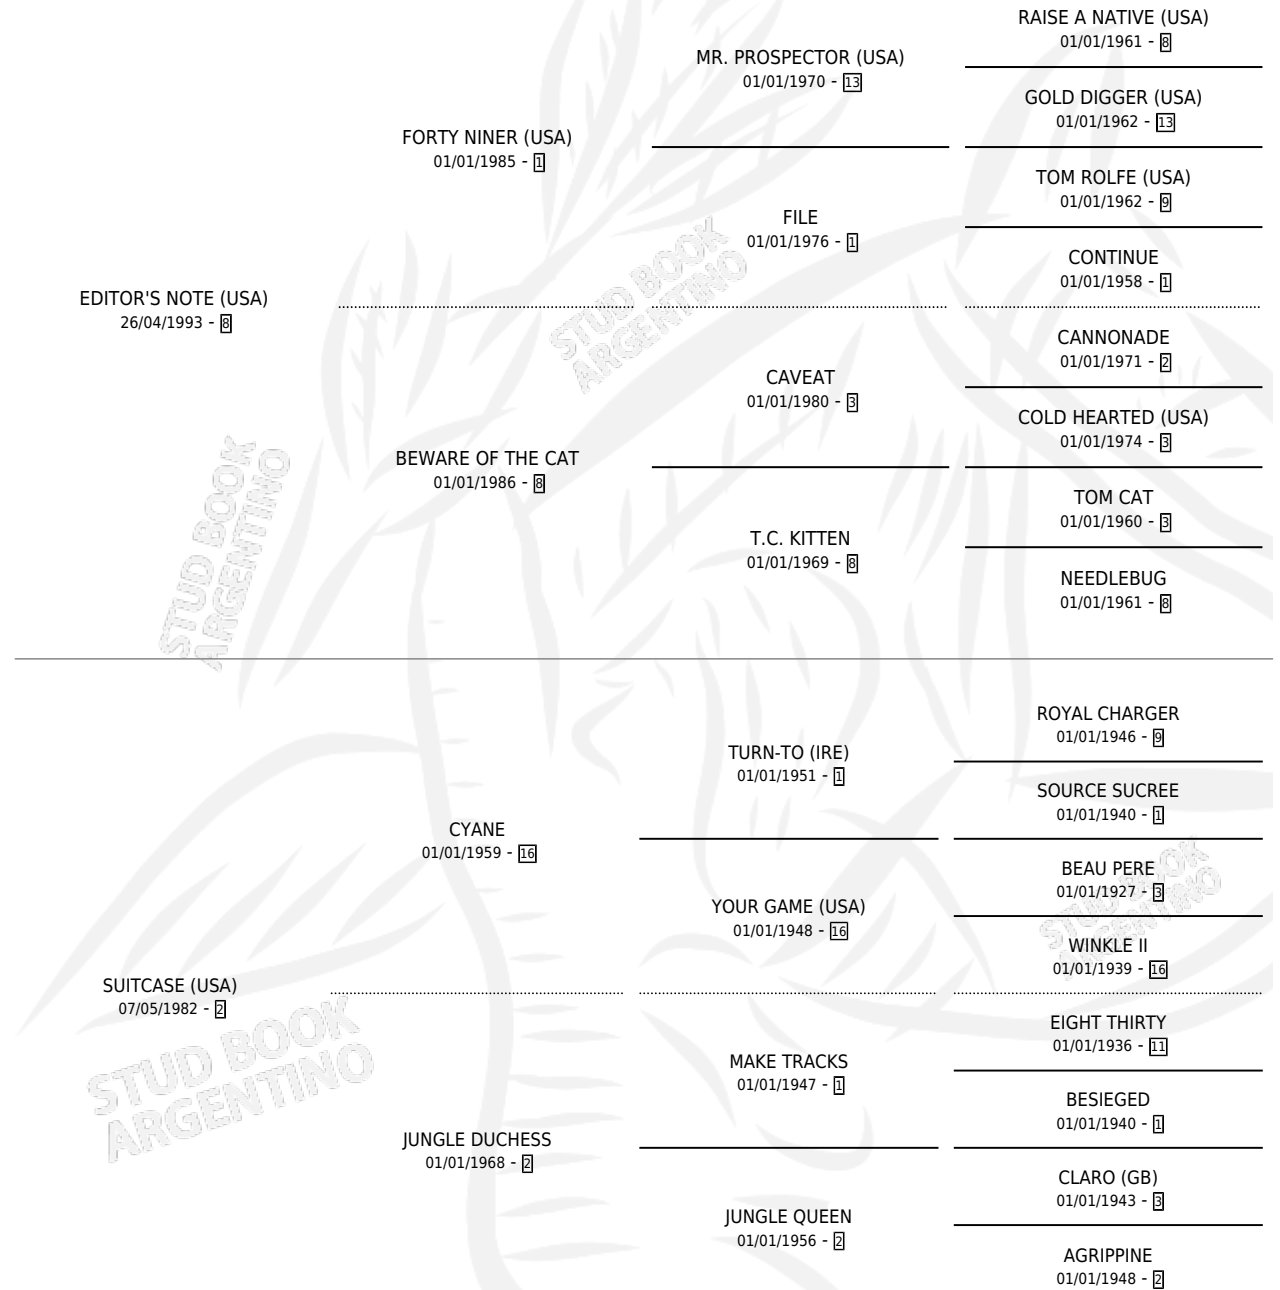 RAISE A NATIVE (USA)
01/01/1961 - 8
MR. PROSPECTOR (USA)
01/01/1970 - 13
GOLD DIGGER (USA)
01/01/1962 - 13
FORTY NINER (USA)
01/01/1985 - 1
TOM ROLFE (USA)
01/01/1962 - 9
FILE
01/01/1976 - 1
CONTINUE
01/01/1958 - 1
EDITOR'S NOTE (USA)
26/04/1993 - 8
CANNONADE
01/01/1971 - 2
CAVEAT
01/01/1980 - 3
COLD HEARTED (USA)
01/01/1974 - 3
BEWARE OF THE CAT
01/01/1986 - 8
TOM CAT
01/01/1960 - 3
T.C. KITTEN
01/01/1969 - 8
NEEDLEBUG
01/01/1961 - 8
STUD BOOK
ARGENTINO
STUD BOOK
ARGENTINO
ROYAL CHARGER
01/01/1946 - 9
TURN-TO (IRE)
01/01/1951 - 1
SOURCE SUCREE
01/01/1940 - 1
CYANE
01/01/1959 - 16
BEAU PERE
01/01/1927 - 3
YOUR GAME (USA)
01/01/1948 - 16
WINKLE II
01/01/1939 - 16
STUD BOOK
ARGENTINO
SUITCASE (USA)
07/05/1982 - 2
EIGHT THIRTY
01/01/1936 - 11
MAKE TRACKS
01/01/1947 - 1
BESIEGED
01/01/1940 - 1
STUD BOOK
ARGENTINO
JUNGLE DUCHESS
01/01/1968 - 2
CLARO (GB)
01/01/1943 - 3
JUNGLE QUEEN
01/01/1956 - 2
AGRIPPINE
01/01/1948 - 2